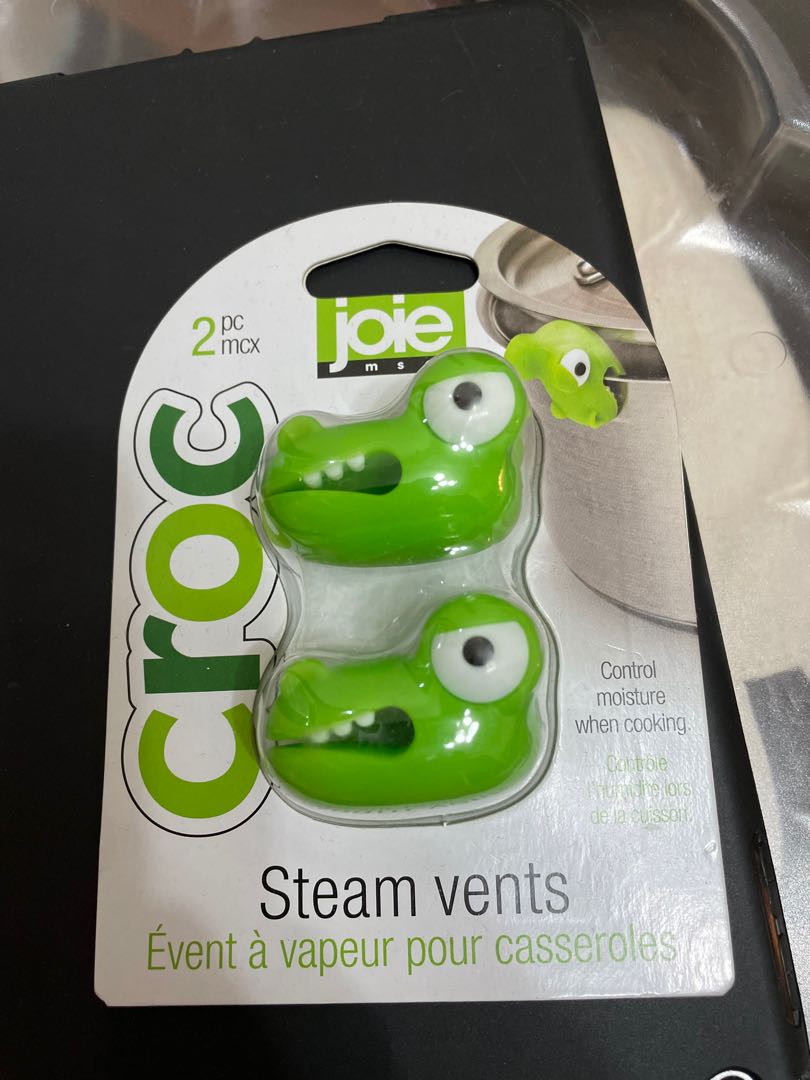 2 pc
mcx
joie
ms
croc
Control
moisture
when cooking.
Contrôle
l'humidité lors
de la cuisson.
Steam vents
Évent à vapeur pour casseroles